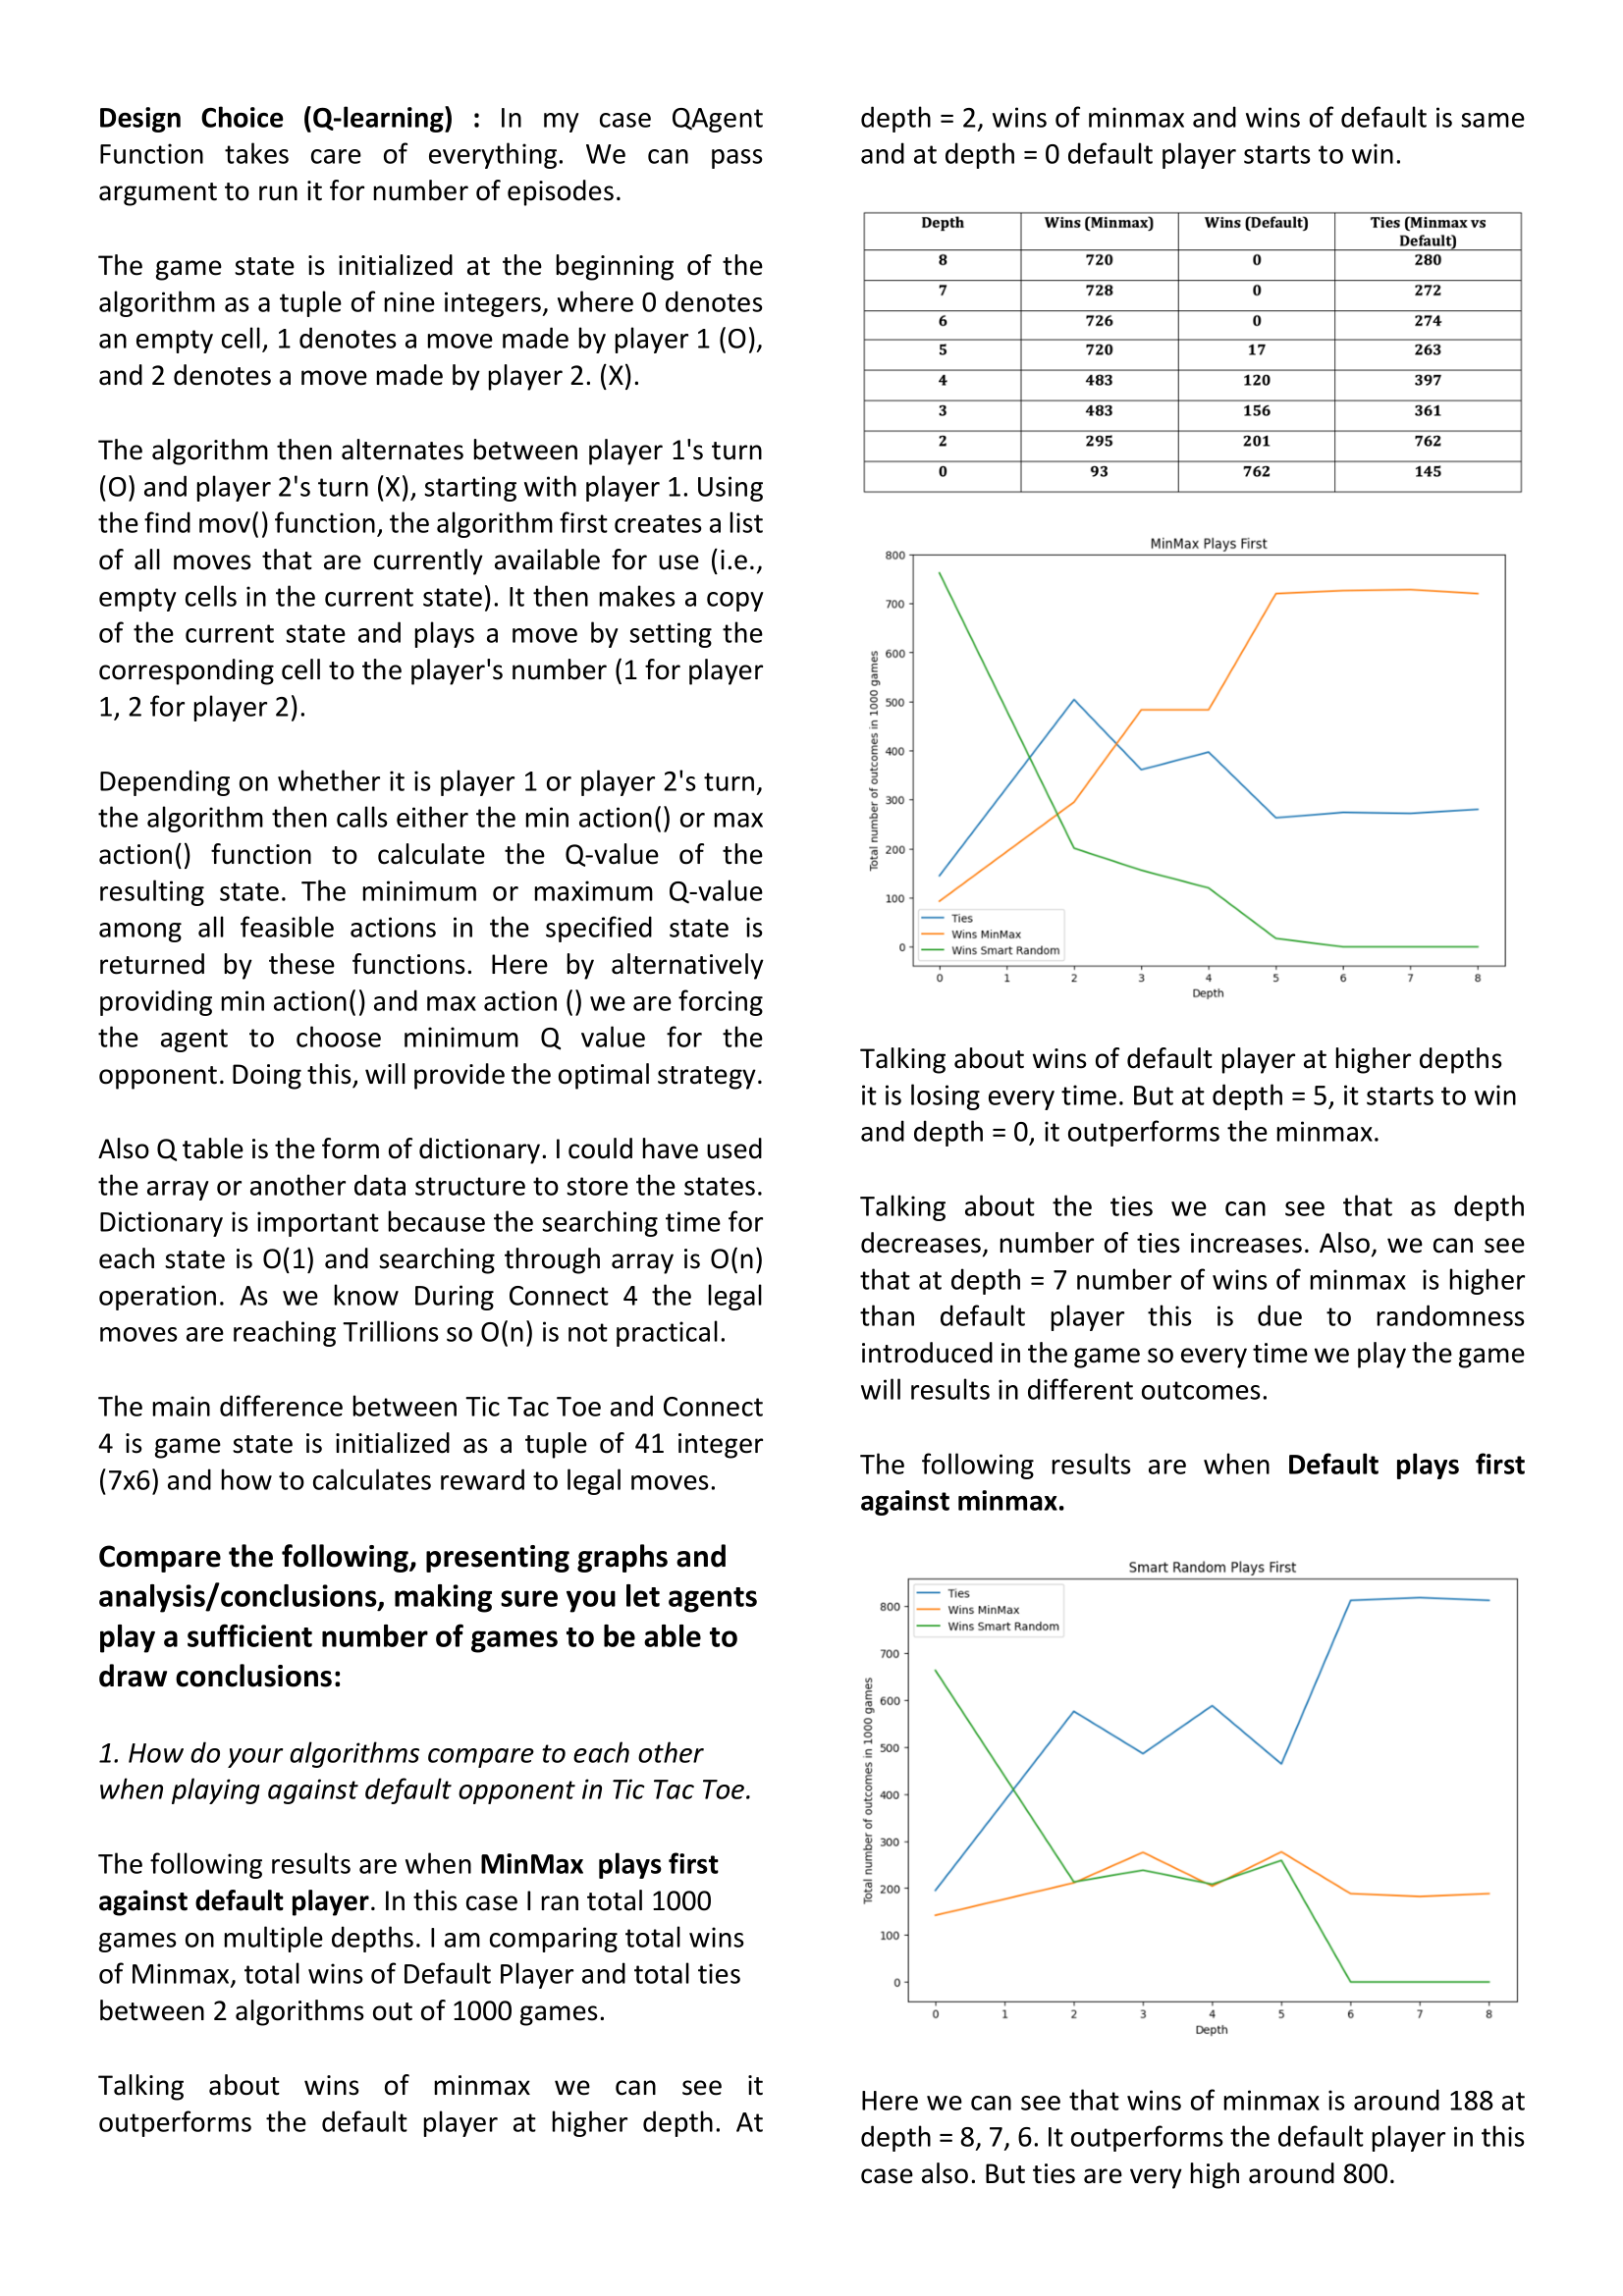 Design Choice (Q-learning) : In my case QAgent
Function takes care of everything. We can pass
argument to run it for number of episodes.
The game state is initialized at the beginning of the
algorithm as a tuple of nine integers, where 0 denotes
an empty cell, 1 denotes a move made by player 1 (O),
and 2 denotes a move made by player 2. (X).
The algorithm then alternates between player 1's turn
(O) and player 2's turn (X), starting with player 1. Using
the find mov() function, the algorithm first creates a list
of all moves that are currently available for use (i.e.,
empty cells in the current state). It then makes a copy
of the current state and plays a move by setting the
corresponding cell to the player's number (1 for player
1, 2 for player 2).
Depending on whether it is player 1 or player 2's turn,
the algorithm then calls either the min action() or max
action() function to calculate the Q-value of the
resulting state. The minimum or maximum Q-value
among all feasible actions in the specified state is
returned by these functions. Here by alternatively
providing min action() and max action () we are forcing
the agent to choose minimum Q value for the
opponent. Doing this, will provide the optimal strategy.
Also Q table is the form of dictionary. I could have used
the array or another data structure to store the states.
Dictionary is important because the searching time for
each state is O(1) and searching through array is O(n)
operation. As we know During Connect 4 the legal
moves are reaching Trillions so O(n) is not practical.
The main difference between Tic Tac Toe and Connect
4 is game state is initialized as a tuple of 41 integer
(7x6) and how to calculates reward to legal moves.
Compare the following, presenting graphs and
analysis/conclusions, making sure you let agents
play a sufficient number of games to be able to
draw conclusions:
1. How do your algorithms compare to each other
when playing against default opponent in Tic Tac Toe.
The following results are when MinMax  plays first
against default player. In this case I ran total 1000
games on multiple depths. I am comparing total wins
of Minmax, total wins of Default Player and total ties
between 2 algorithms out of 1000 games.
Talking about wins of minmax we can see it
outperforms the default player at higher depth. At
depth = 2, wins of minmax and wins of default is same
and at depth = 0 default player starts to win.
Depth Wins (Minmax) Wins (Default) Ties (Minmax vs
Default)
8 720 0 280
7 728 0 272
6 726 0 274
5 720 17 263
4 483 120 397
3 483 156 361
2 295 201 762
0 93 762 145
MinMax Plays First
Total number of outcomes in 1000 games
800
700
600
500
400
300
200
100
0
Ties
Wins MinMax
Wins Smart Random
0 1 2 3 4 5 6 7 8
Depth
Talking about wins of default player at higher depths
it is losing every time. But at depth = 5, it starts to win
and depth = 0, it outperforms the minmax.
Talking about the ties we can see that as depth
decreases, number of ties increases. Also, we can see
that at depth = 7 number of wins of minmax  is higher
than default player this is due to randomness
introduced in the game so every time we play the game
will results in different outcomes.
The following results are when Default plays first
against minmax.
Smart Random Plays First
Ties
Wins MinMax
Wins Smart Random
Total number of outcomes in 1000 games
800
700
600
500
400
300
200
100
0
0 1 2 3 4 5 6 7 8
Depth
Here we can see that wins of minmax is around 188 at
depth = 8, 7, 6. It outperforms the default player in this
case also. But ties are very high around 800.